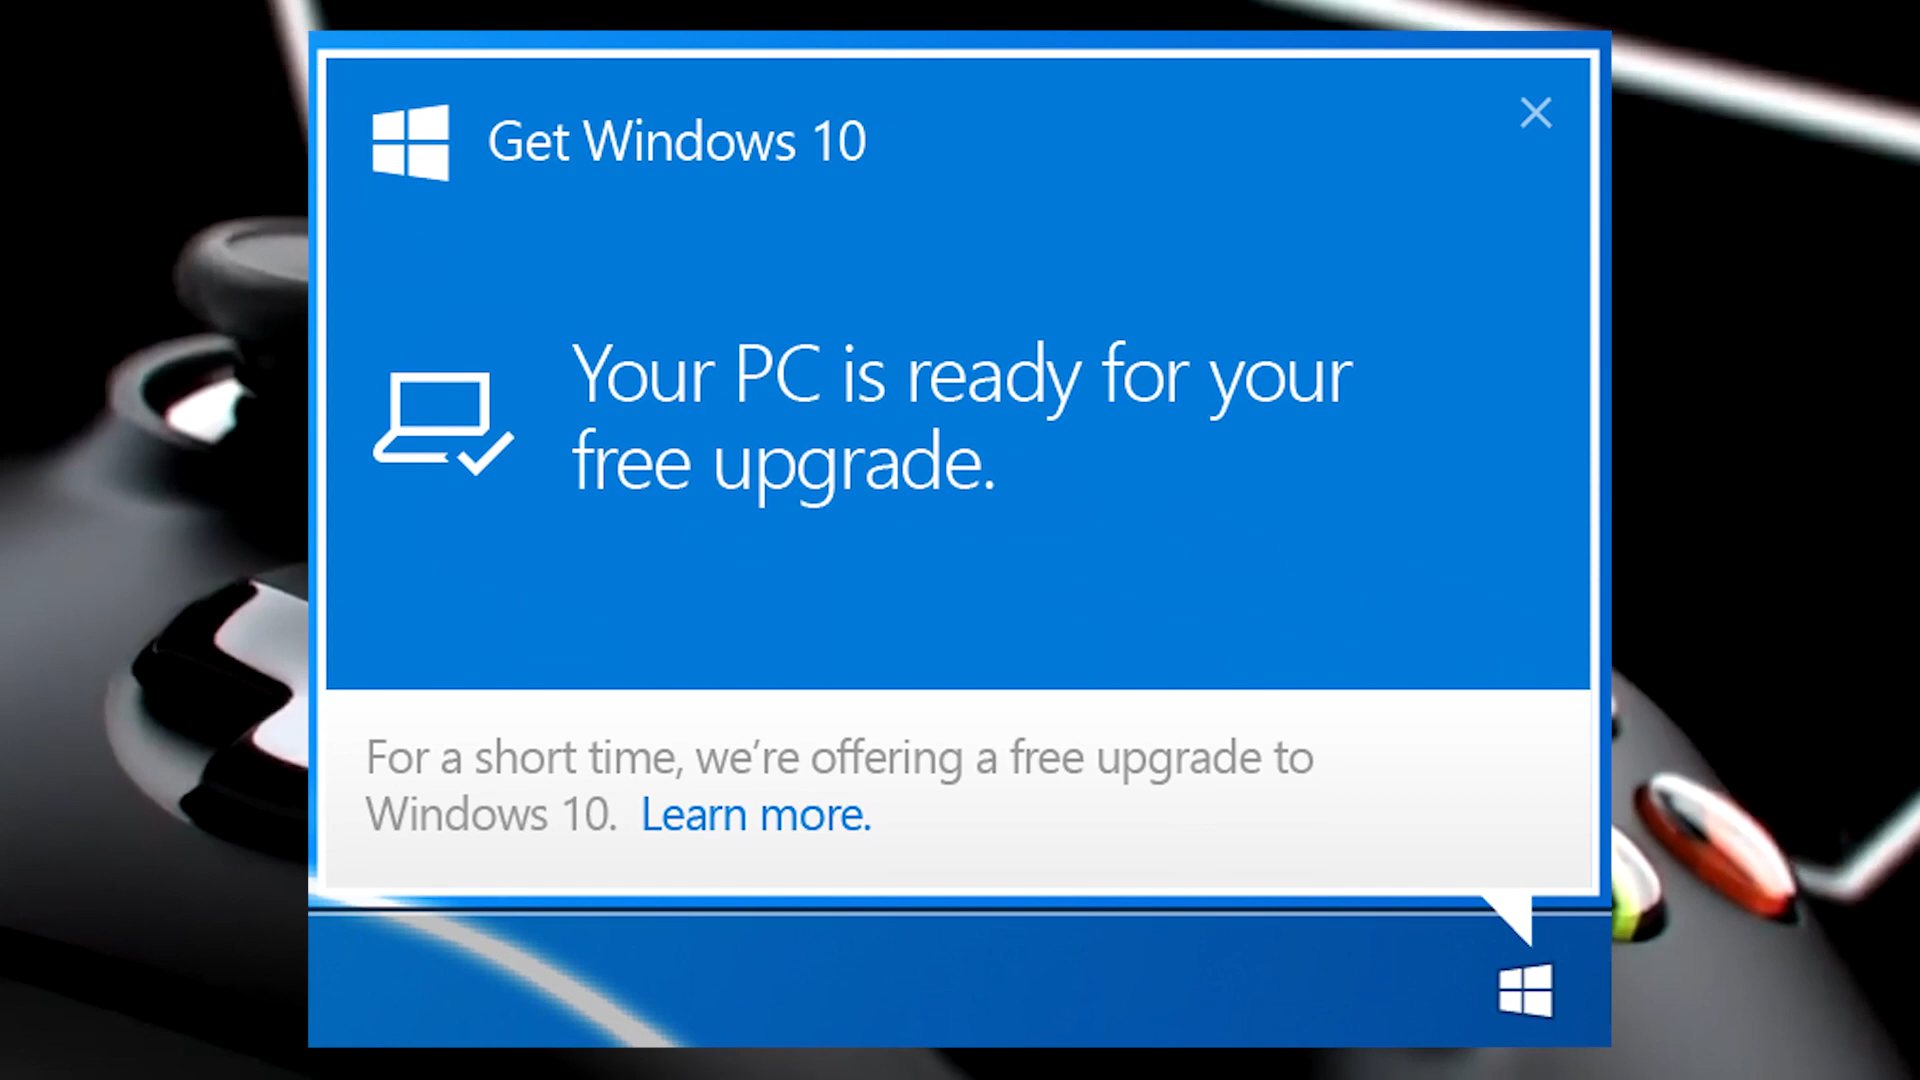 Get Windows 10
Your PC is ready for your
free upgrade.
For a short time, we’re offering a free upgrade to
Windows 10. Learn more.